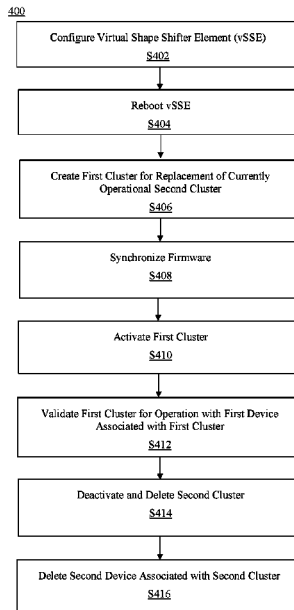 400
Configure Virtual Shape Shifter Element (vSSE)
S402
Reboot vSSE
S404
Create First Cluster for Replacement of Currently
Operational Second Cluster
S406
Synchronize Firmware
S408
Activate First Cluster
S410
Validate First Cluster for Operation with First Device
Associated with First Cluster
S412
Deactivate and Delete Second Cluster
S414
Delete Second Device Associated with Second Cluster
S416